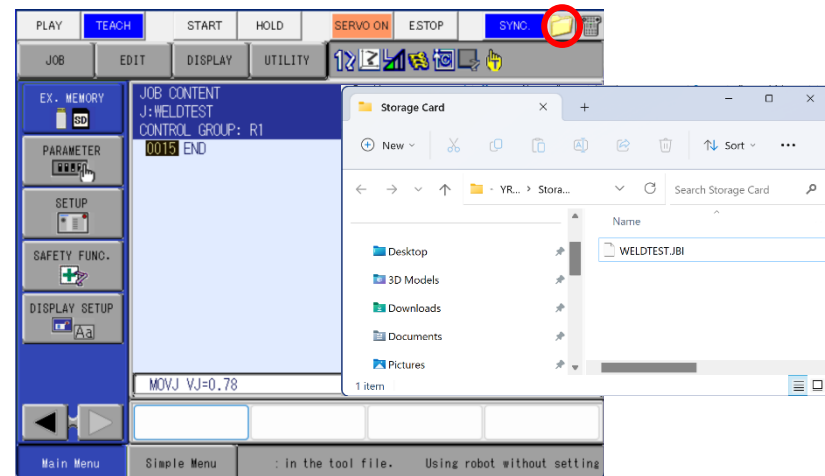 PLAY TEACH START HOLD SERVO ON E.STOP SYNC.
JOB EDIT DISPLAY UTILITY
EX. MEMORY
SD
PARAMETER
SETUP
SAFETY FUNC.
DISPLAY SETUP
Aa
JOB CONTENT
J:WELDTEST
CONTROL GROUP: R1
0015 END
MOVJ VJ=0.78
Storage Card
New Sort
YR... Stora... Search Storage Card
Desktop
3D Models
Downloads
Documents
Pictures
Name
WELDTEST.JBI
1 item
Main Menu Simple Menu : in the tool file. Using robot without setting